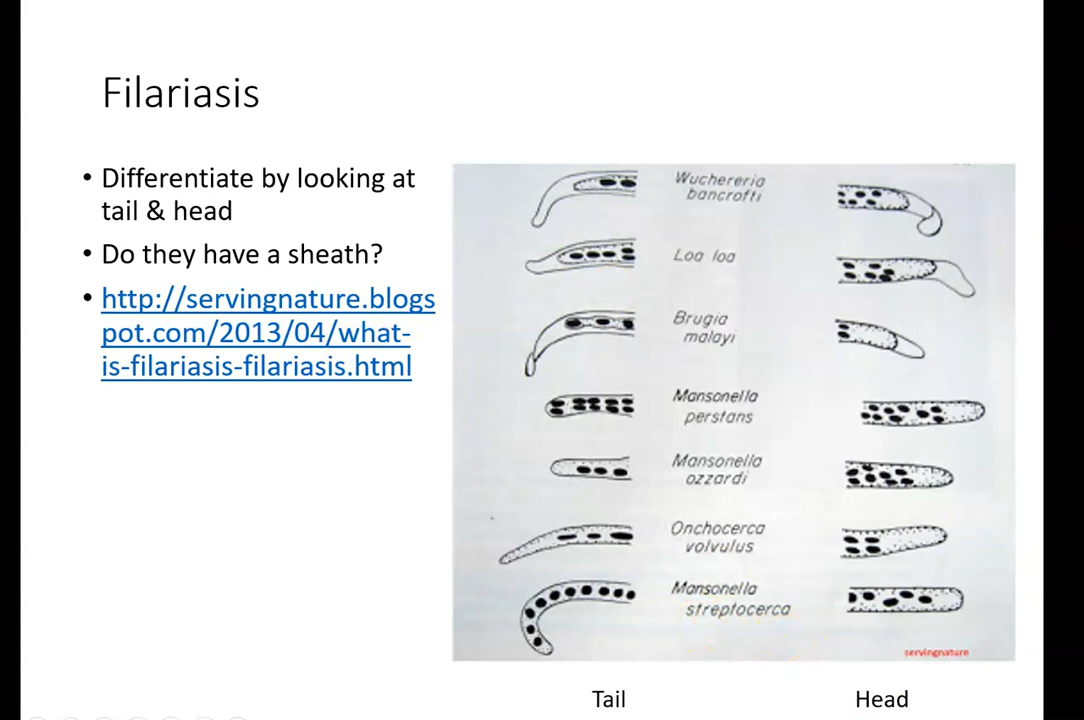 Filariasis
• Differentiate by looking at
tail & head
• Do they have a sheath?
• http://servingnature.blogs
pot.com/2013/04/what-
is-filariasis-filariasis.html
Wuchereria
bancrofti
Loa loa
Brugia
malayi
Mansonella
perstans
Mansonella
ozzardi
Onchocerca
volvulus
Mansonella
streptocerca
servingnature
Tail
Head